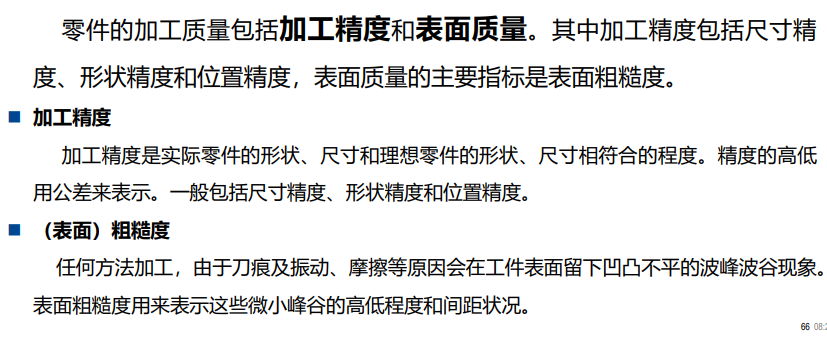 零件的加工质量包括加工精度和表面质量。其中加工精度包括尺寸精
度、形状精度和位置精度，表面质量的主要指标是表面粗糙度。
■ 加工精度
加工精度是实际零件的形状、尺寸和理想零件的形状、尺寸相符合的程度。精度的高低
用公差来表示。一般包括尺寸精度、形状精度和位置精度。
■ （表面）粗糙度
任何方法加工，由于刀痕及振动、摩擦等原因会在工件表面留下凹凸不平的波峰波谷现象。
表面粗糙度用来表示这些微小峰谷的高低程度和间距状况。
66 08:2